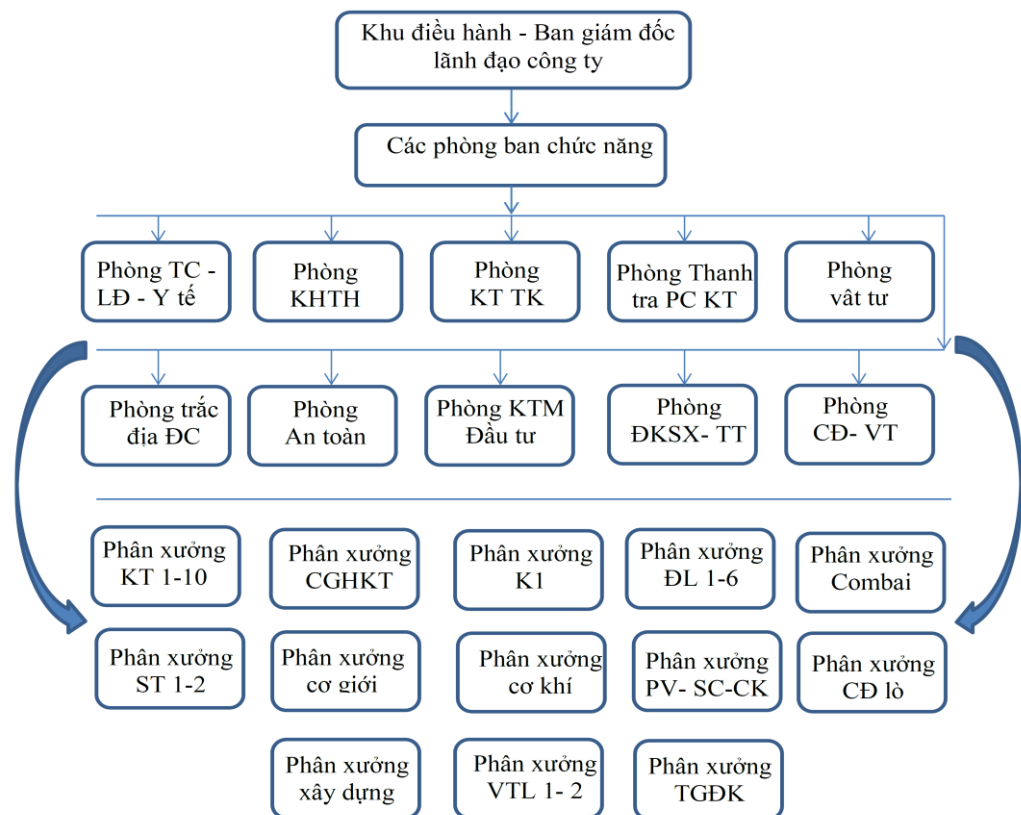 Khu điều hành - Ban giám đốc
lãnh đạo công ty
Các phòng ban chức năng
Phòng TC -
LĐ - Y tế
Phòng
KHTH
Phòng
KT TK
Phòng Thanh
tra PC KT
Phòng
vât tư
Phòng trắc
địa ĐC
Phòng
An toàn
Phòng KTM
Đầu tư
Phòng
ĐKSX- TT
Phòng
CĐ- VT
Phân xưởng
KT 1-10
Phân xưởng
CGHKT
Phân xưởng
K1
Phân xưởng
ĐL 1-6
Phân xưởng
Combai
Phân xưởng
ST 1-2
Phân xưởng
cơ giới
Phân xưởng
cơ khí
Phân xưởng
PV- SC-CK
Phân xưởng
CĐ lò
Phân xưởng
xây dựng
Phân xưởng
VTL 1- 2
Phân xưởng
TGĐK